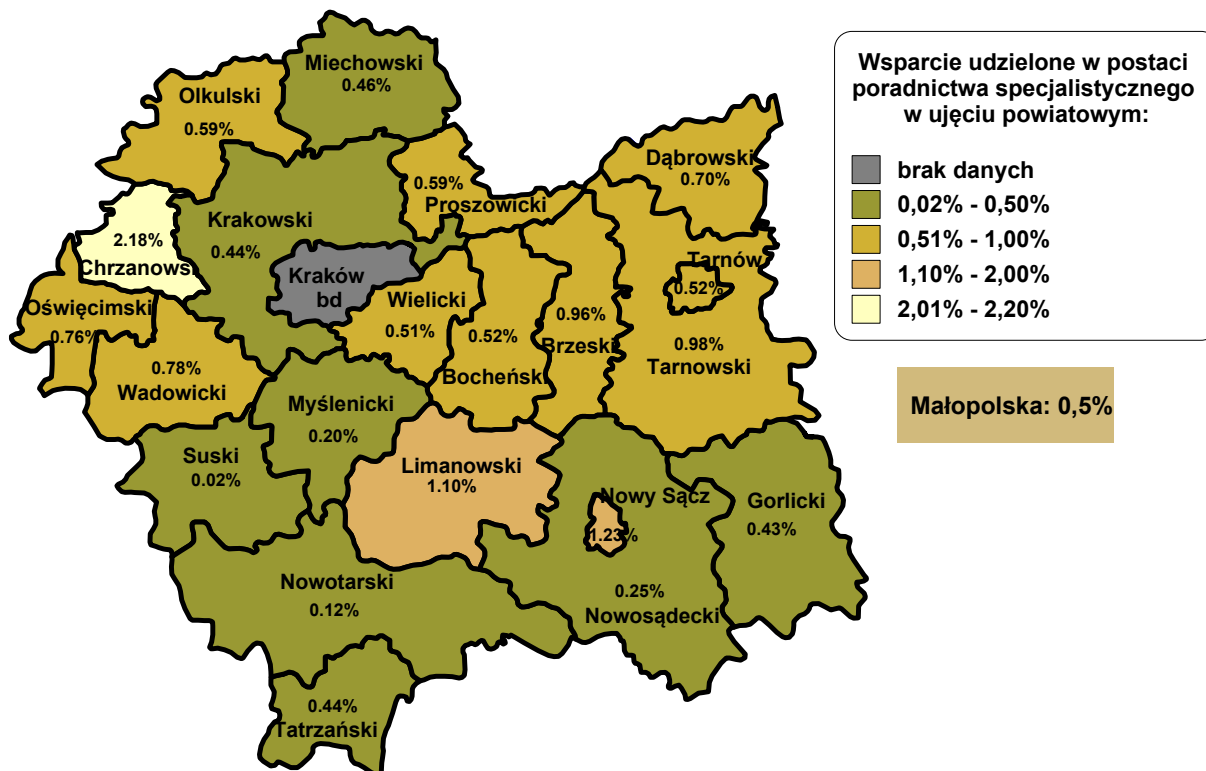 Miechowski
0.46%
Olkulski
0.59%
Dąbrowski
0.70%
0.59%
Proszowicki
Krakowski
0.44%
2.18%
Chrzanows
Kraków
bd
Tarnów
0.52%
Oświęcimski
0.76%
Wielicki
0.51%
0.52%
Bocheński
0.96%
Brzeski
0.98%
Tarnowski
0.78%
Wadowicki
Myślenicki
0.20%
Suski
0.02%
Limanowski
1.10%
Nowy Sącz
1.23%
Gorlicki
0.43%
Nowotarski
0.12%
0.25%
Nowosądecki
0.44%
Tatrzański
Wsparcie udzielone w postaci
poradnictwa specjalistycznego
w ujęciu powiatowym:
brak danych
0,02% - 0,50%
0,51% - 1,00%
1,10% - 2,00%
2,01% - 2,20%
Małopolska: 0,5%